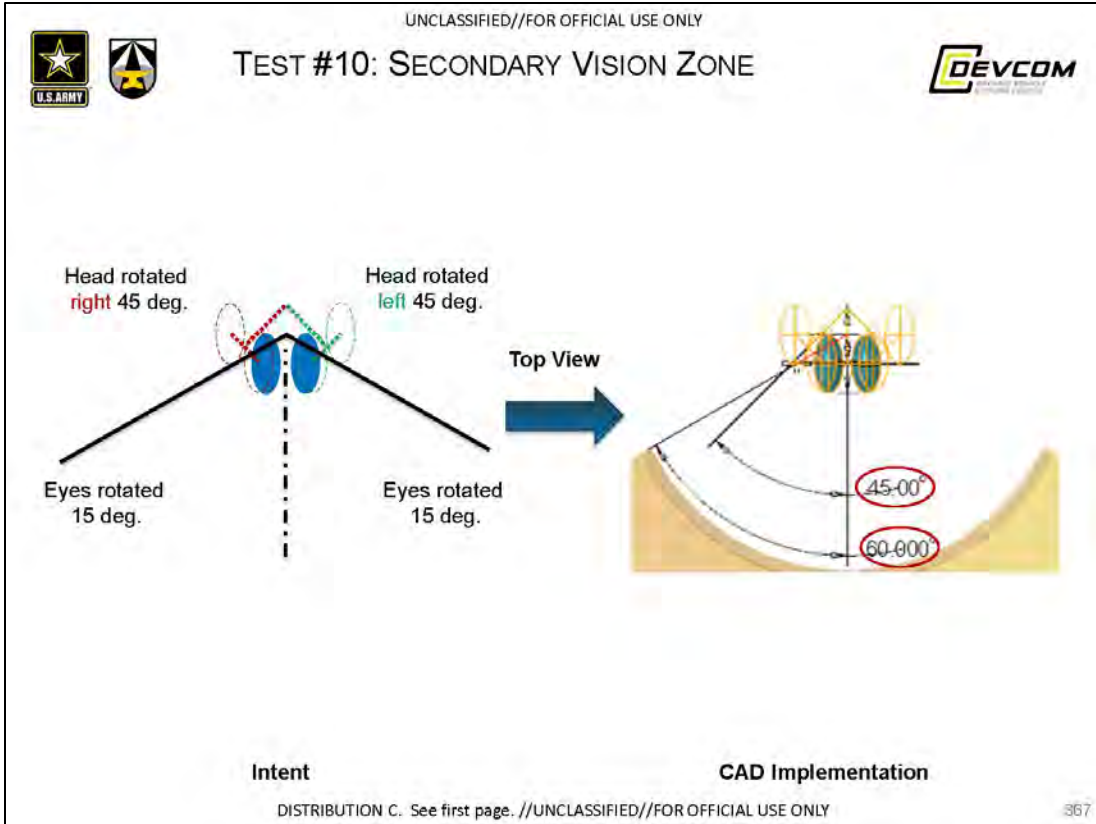 UNCLASSIFIED//FOR OFFICIAL USE ONLY
TEST #10: SECONDARY VISION ZONE
U.S.ARMY
DEVCOM
Head rotated
right 45 deg.
Head rotated
left 45 deg.
Top View
Eyes rotated
15 deg.
Eyes rotated
15 deg.
45.00°
60.000°
Intent
CAD Implementation
DISTRIBUTION C. See first page. //UNCLASSIFIED//FOR OFFICIAL USE ONLY
367